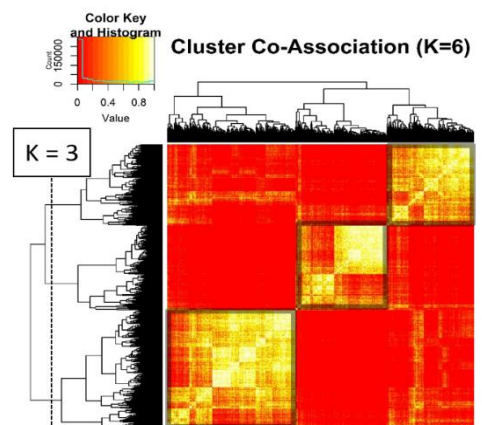 Color Key
and Histogram
Count
0
150000
0 0.4 0.8
Value
Cluster Co-Association (K=6)
K = 3